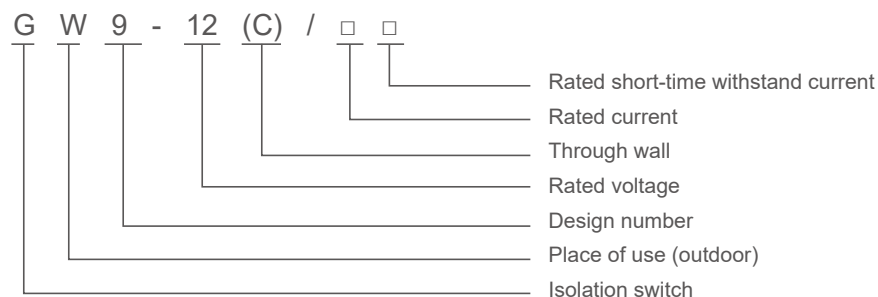 G W 9 - 12 (C) / □ □
Rated short-time withstand current
Rated current
Through wall
Rated voltage
Design number
Place of use (outdoor)
Isolation switch